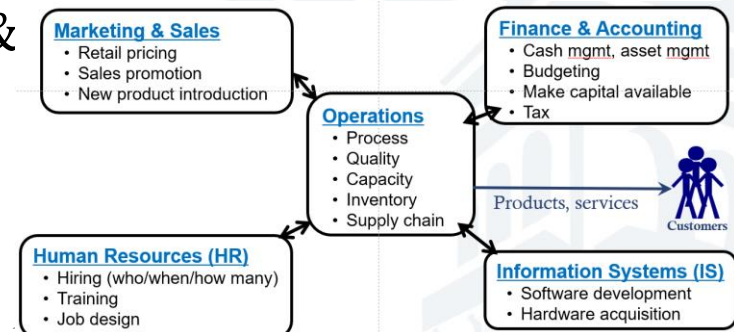 &
Marketing & Sales
• Retail pricing
• Sales promotion
• New product introduction
Finance & Accounting
• Cash mgmt, asset mgmt
• Budgeting
• Make capital available
• Tax
Operations
• Process
• Quality
• Capacity
• Inventory
• Supply chain
Products, services
Customers
Human Resources (HR)
• Hiring (who/when/how many)
• Training
• Job design
Information Systems (IS)
• Software development
• Hardware acquisition